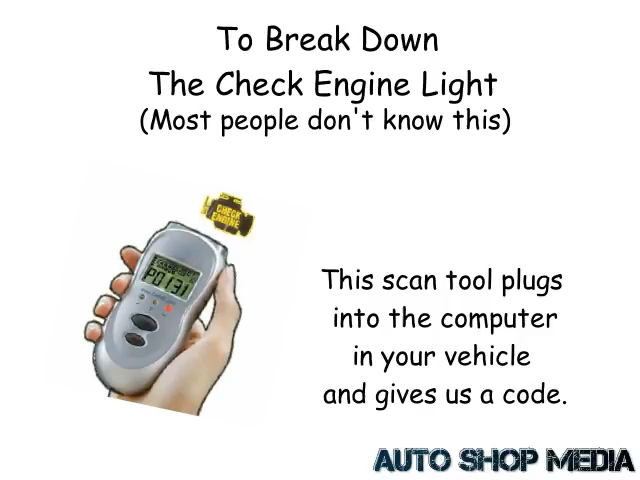 To Break Down
The Check Engine Light
(Most people don't know this)
CHECK
ENGINE
P0131
This scan tool plugs
into the computer
in your vehicle
and gives us a code.
AUTO SHOP MEDIA